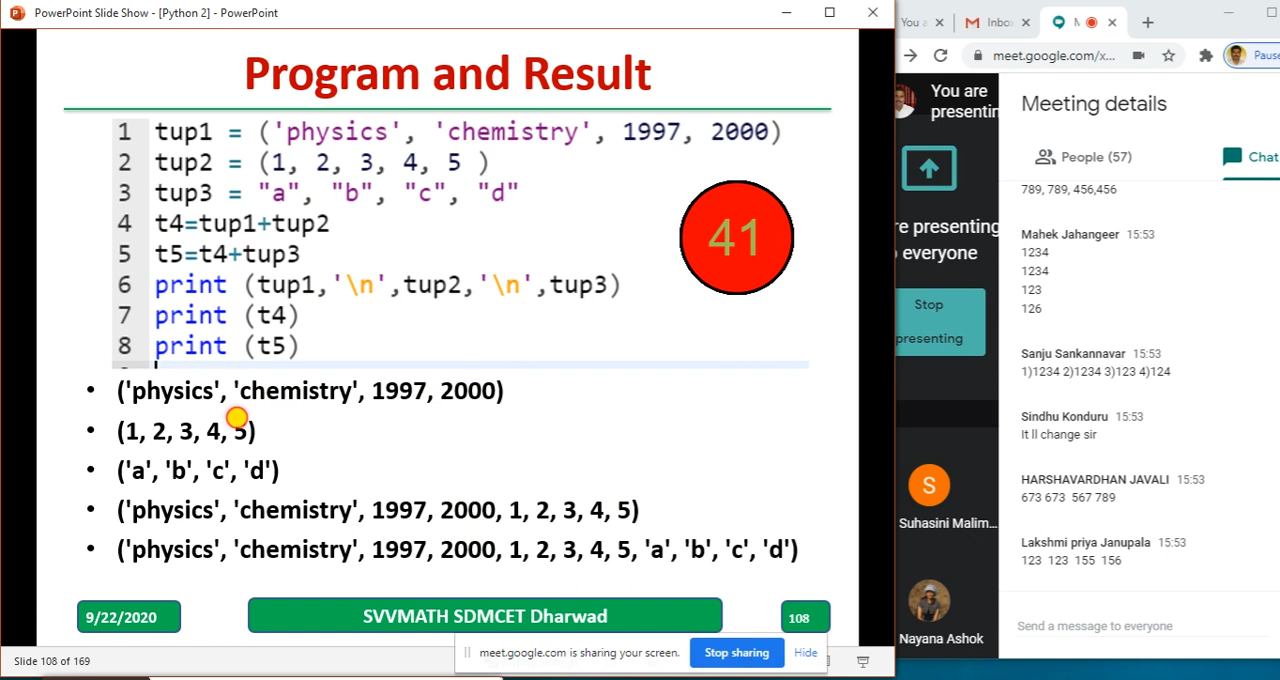 PowerPoint Slide Show - [Python 2] - PowerPoint
Program and Result
1 tup1 = ('physics', 'chemistry', 1997, 2000)
2 tup2 = (1, 2, 3, 4, 5 )
3 tup3 = "a", "b", "c", "d"
4 t4=tup1+tup2
5 t5=t4+tup3
6 print (tup1,'\n',tup2,'\n',tup3)
7 print (t4)
8 print (t5)
41
• ('physics', 'chemistry', 1997, 2000)
• (1, 2, 3, 4, 5)
• ('a', 'b', 'c', 'd')
• ('physics', 'chemistry', 1997, 2000, 1, 2, 3, 4, 5)
• ('physics', 'chemistry', 1997, 2000, 1, 2, 3, 4, 5, 'a', 'b', 'c', 'd')
9/22/2020
SVVMATH SDMCET Dharwad
108
Slide 108 of 169
meet.google.com is sharing your screen.
Stop sharing
Hide
You a
Inbo
M
meet.google.com/x...
Pause
You are
presentin
re presenting
everyone
Stop
presenting
S
Suhasini Malim...
Nayana Ashok
Meeting details
People (57)
Chat
789, 789, 456,456
Mahek Jahangeer 15:53
1234
1234
123
126
Sanju Sankannavar 15:53
1)1234 2)1234 3)123 4)124
Sindhu Konduru 15:53
It ll change sir
HARSHAVARDHAN JAVALI 15:53
673 673 567 789
Lakshmi priya Janupala 15:53
123 123 155 156
Send a message to everyone